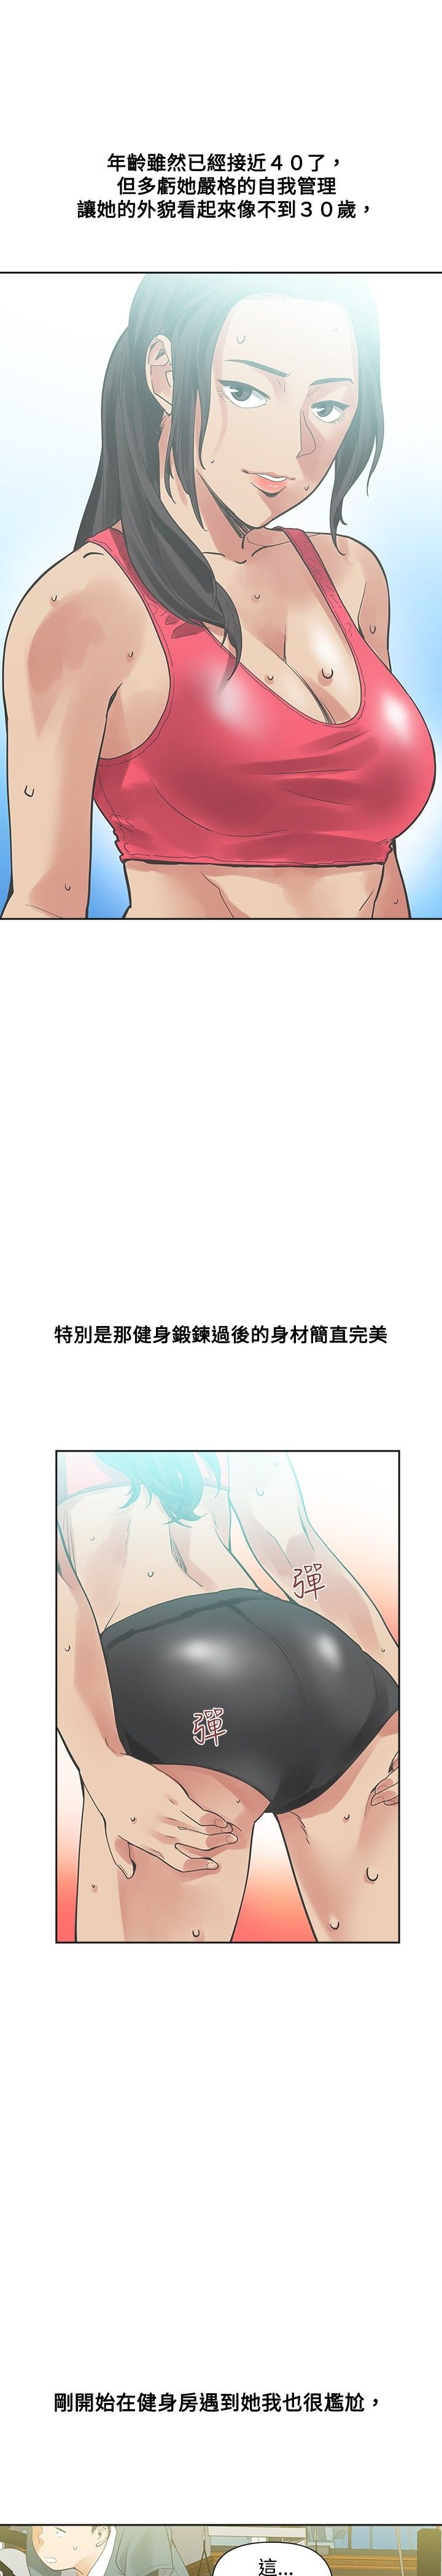 年齡雖然已經接近４０了，
但多虧她嚴格的自我管理
讓她的外貌看起來像不到３０歲，
特別是那健身鍛鍊過後的身材簡直完美
彈
彈
剛開始在健身房遇到她我也很尷尬，
這...